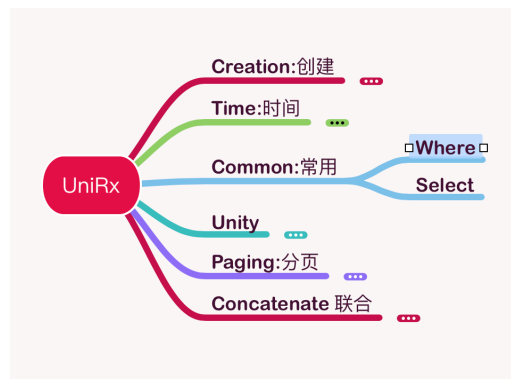 Creation:创建
Time:时间
Where
Common:常用
Select
UniRx
Unity
Paging:分页
Concatenate 联合